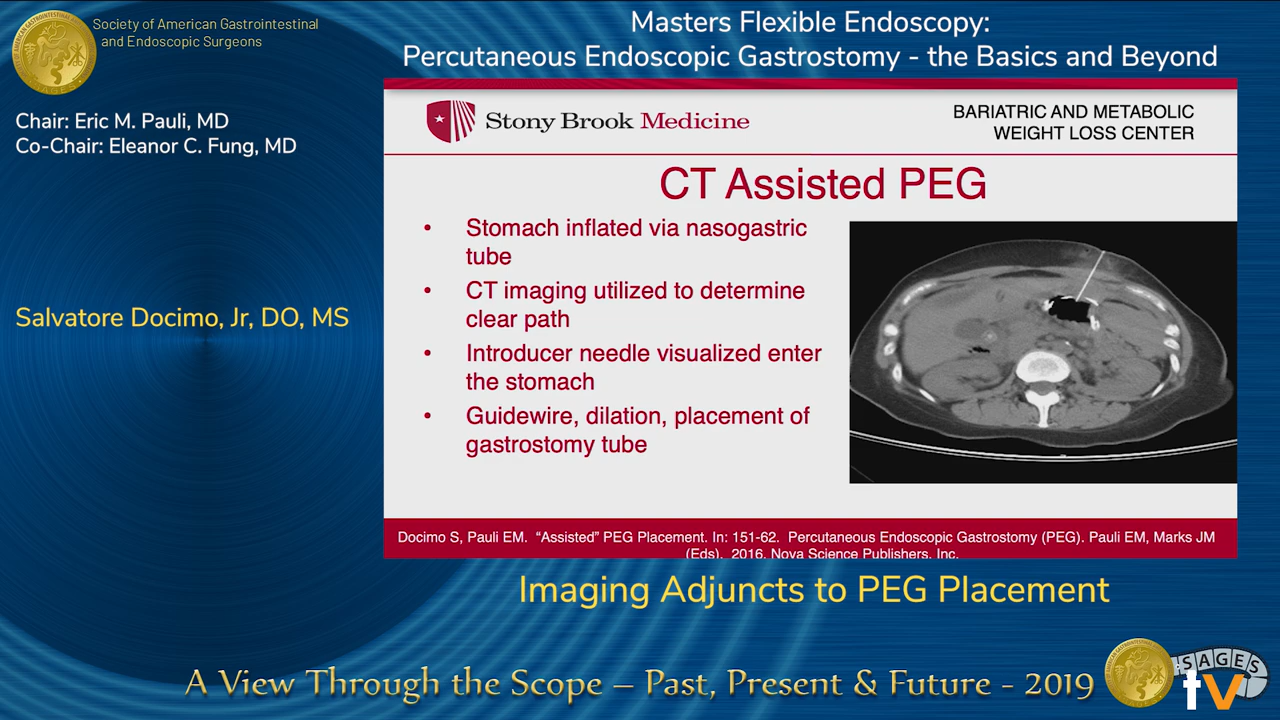 Society of American Gastrointestinal
and Endoscopic Surgeons
Masters Flexible Endoscopy:
Percutaneous Endoscopic Gastrostomy - the Basics and Beyond
Chair: Eric M. Pauli, MD
Co-Chair: Eleanor C. Fung, MD
Salvatore Docimo, Jr, DO, MS
Stony Brook Medicine
BARIATRIC AND METABOLIC
WEIGHT LOSS CENTER
CT Assisted PEG
• Stomach inflated via nasogastric
tube
• CT imaging utilized to determine
clear path
• Introducer needle visualized enter
the stomach
• Guidewire, dilation, placement of
gastrostomy tube
Docimo S, Pauli EM. “Assisted” PEG Placement. In: 151-62. Percutaneous Endoscopic Gastrostomy (PEG). Pauli EM, Marks JM
(Eds). 2016. Nova Science Publishers, Inc.
Imaging Adjuncts to PEG Placement
A View Through the Scope – Past, Present & Future - 2019
SAGES
tv